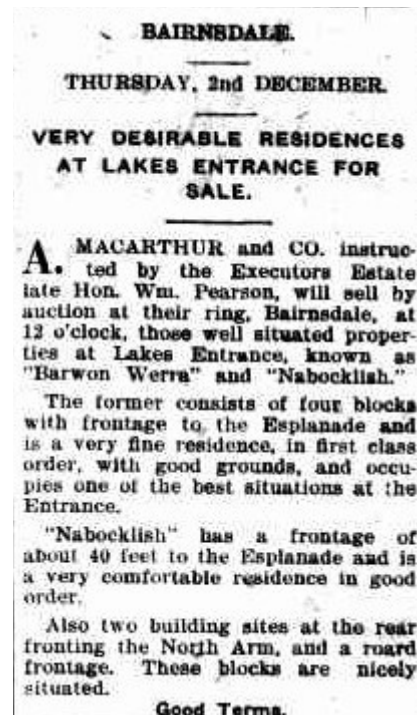 BAIRNSDALE.
THURSDAY, 2nd DECEMBER.
VERY DESIRABLE RESIDENCES
AT LAKES ENTRANCE FOR
SALE.
A. MACARTHUR and CO. instruc-
ted by the Executors Estate
late Hon. Wm. Pearson, will sell by
auction at their ring, Bairnsdale, at
12 o'clock, those well situated proper-
ties at Lakes Entrance, known as
"Barwon Werra" and "Nabocklish."
The former consists of four blocks
with frontage to the Esplanade and
is a very fine residence, in first class
order, with good grounds, and occu-
pies one of the best situations at the
Entrance.
"Nabocklish" has a frontage of
about 40 feet to the Esplanade and is
a very comfortable residence in good
order.
Also two building sites at the rear
fronting the North Arm, and a roard
frontage. These blocks are nicely
situated.
Good Terms.